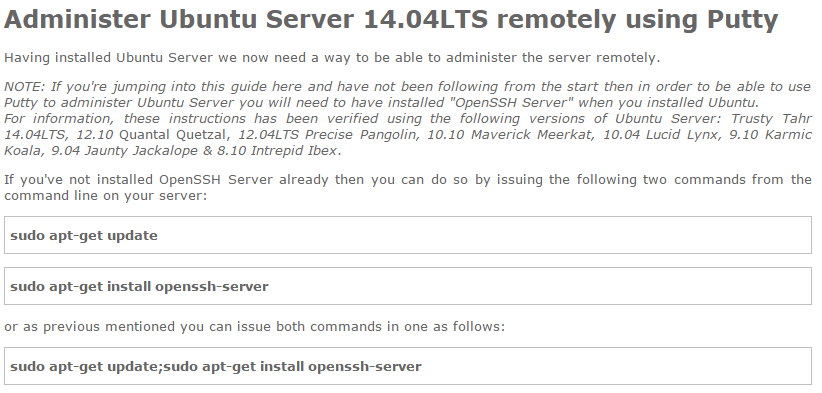 Administer Ubuntu Server 14.04LTS remotely using Putty
Having installed Ubuntu Server we now need a way to be able to administer the server remotely.
NOTE: If you're jumping into this guide here and have not been following from the start then in order to be able to use
Putty to administer Ubuntu Server you will need to have installed "OpenSSH Server" when you installed Ubuntu.
For information, these instructions has been verified using the following versions of Ubuntu Server: Trusty Tahr
14.04LTS, 12.10 Quantal Quetzal, 12.04LTS Precise Pangolin, 10.10 Maverick Meerkat, 10.04 Lucid Lynx, 9.10 Karmic
Koala, 9.04 Jaunty Jackalope & 8.10 Intrepid Ibex.
If you've not installed OpenSSH Server already then you can do so by issuing the following two commands from the
command line on your server:
sudo apt-get update
sudo apt-get install openssh-server
or as previous mentioned you can issue both commands in one as follows:
sudo apt-get update;sudo apt-get install openssh-server